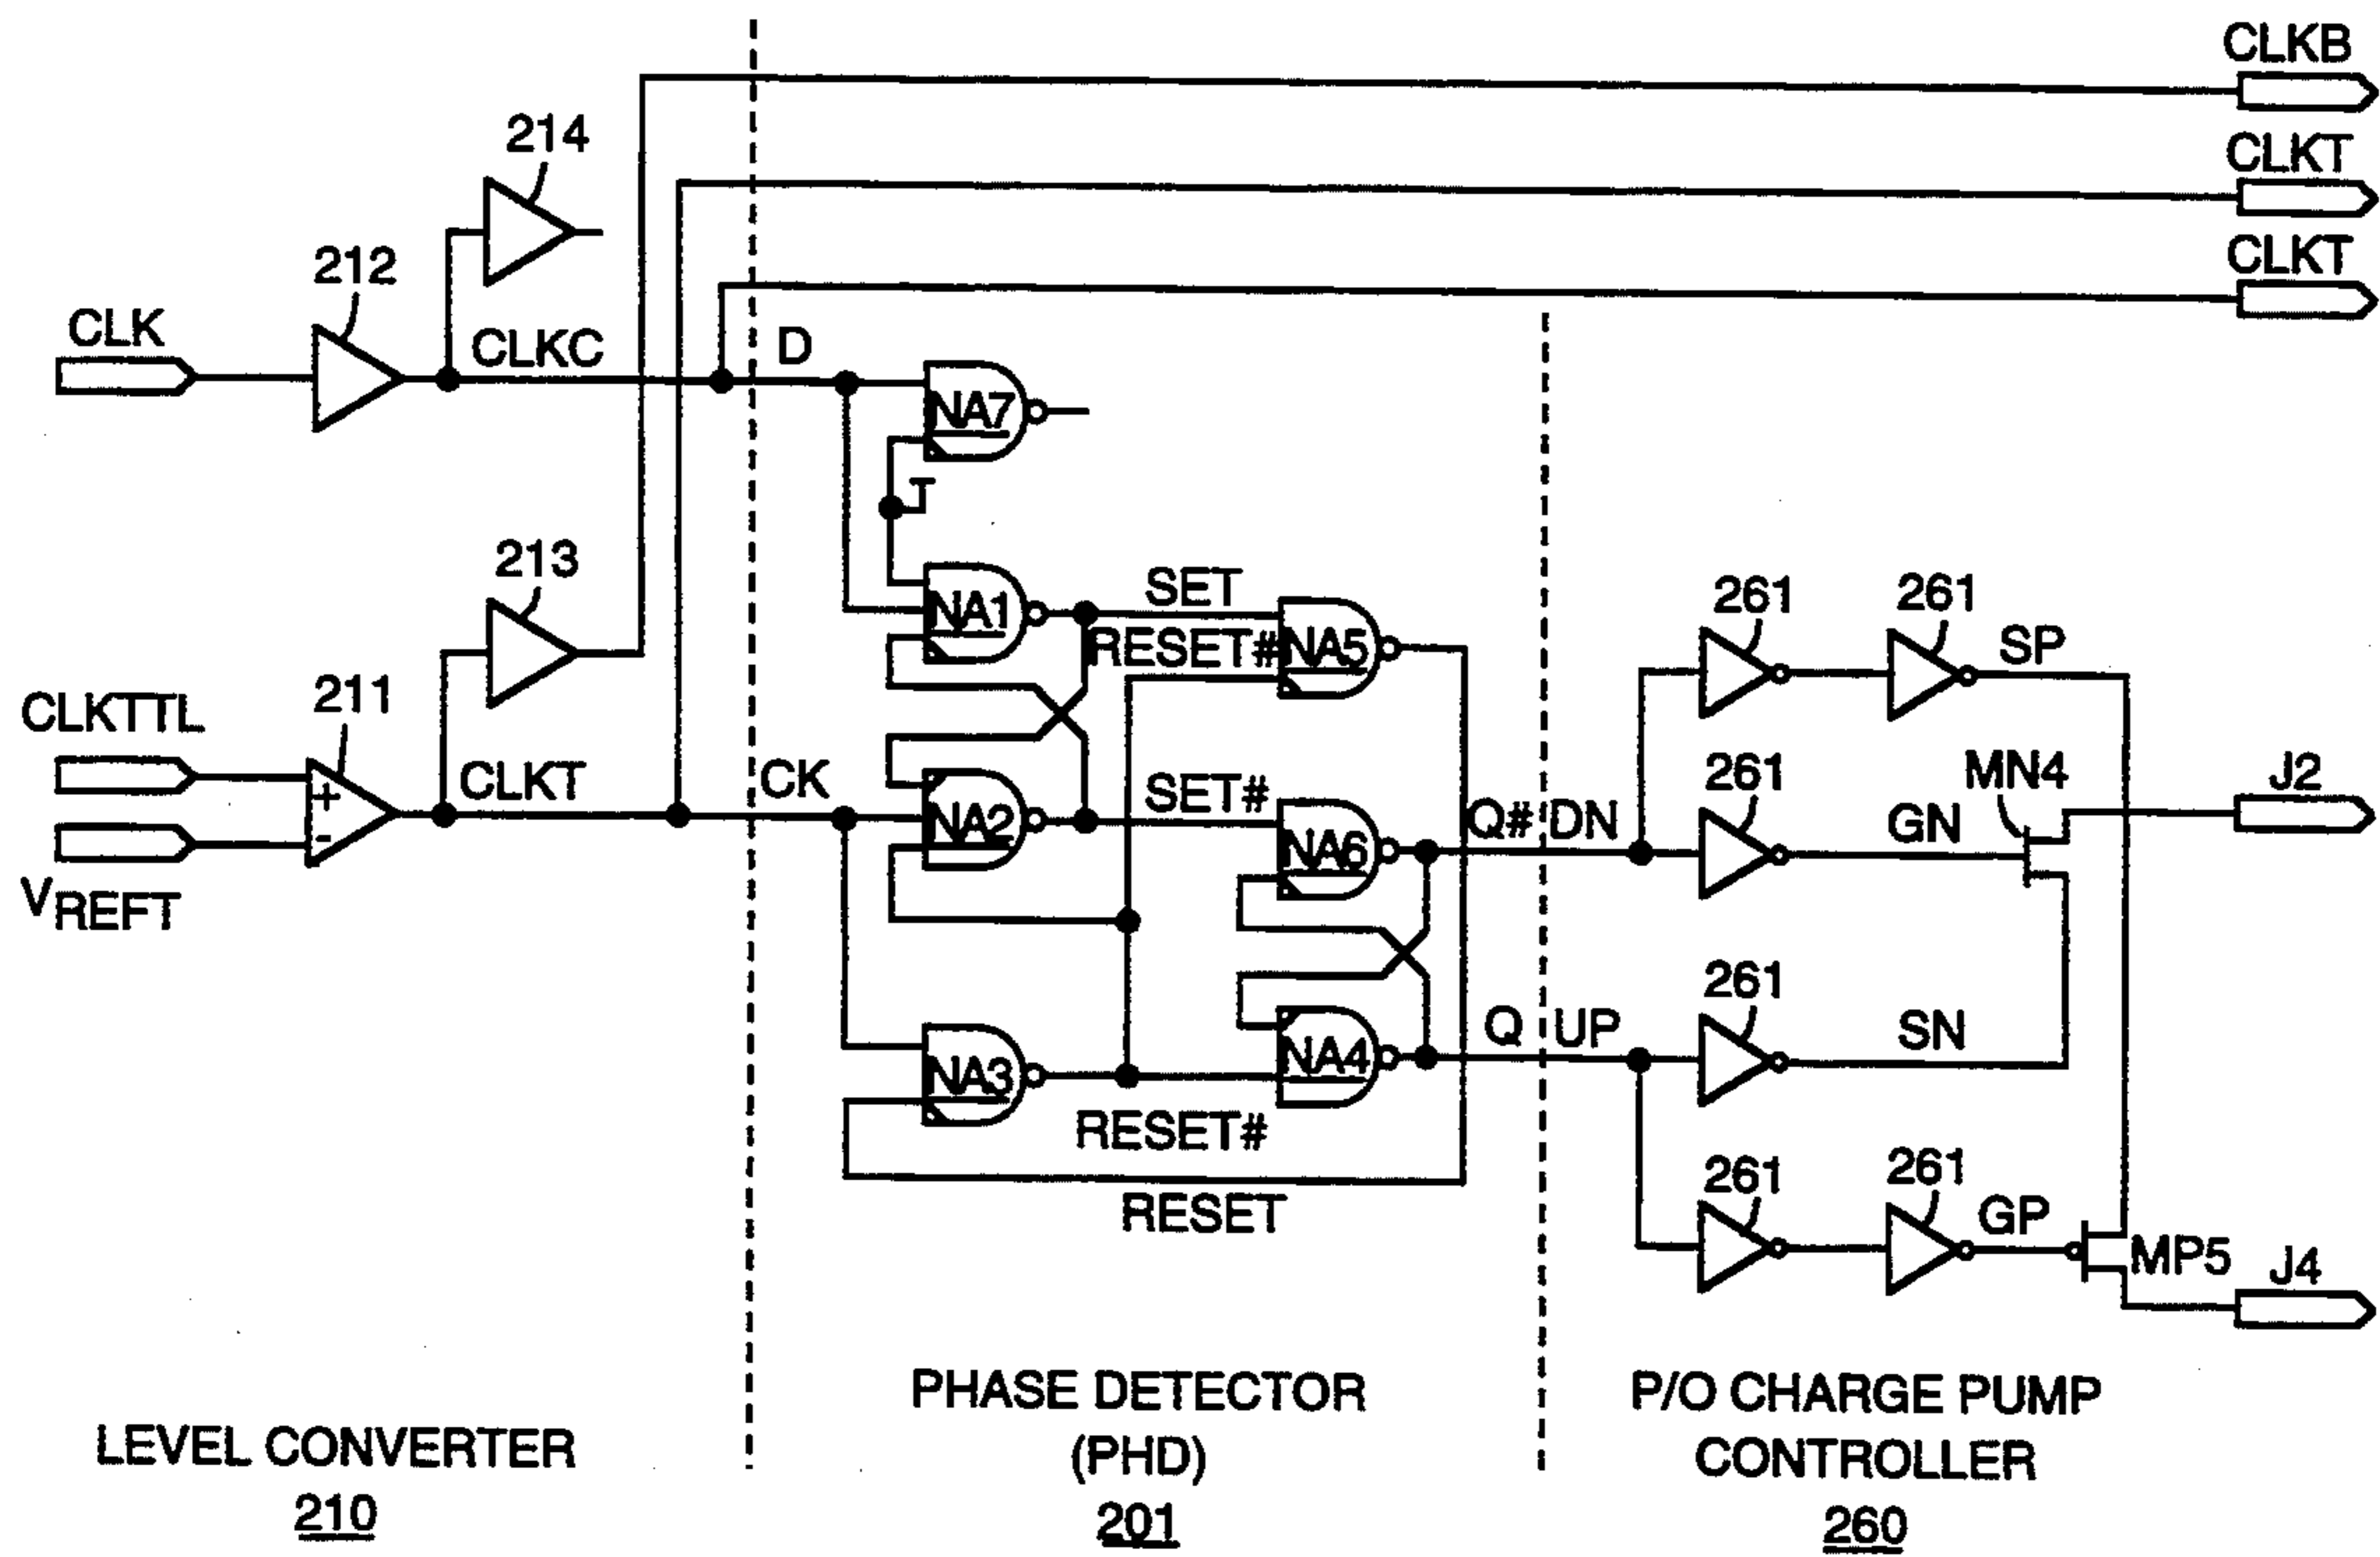 CLKB
214
CLKT
212
CLKT
CLK
CLKC
D
NA7
J
213
SET
261
261
NA1
RESET#
NA5
SP
211
CLKTTL
MN4
J2
CLKT
CK
SET#
+
-
NA2
NA6
Q#
DN
261
GN
VREFT
261
Q
UP
SN
NA3
NA4
RESET#
261
261
RESET
GP
MP5
J4
PHASE DETECTOR
(PHD)
201
P/O CHARGE PUMP
CONTROLLER
260
LEVEL CONVERTER
210